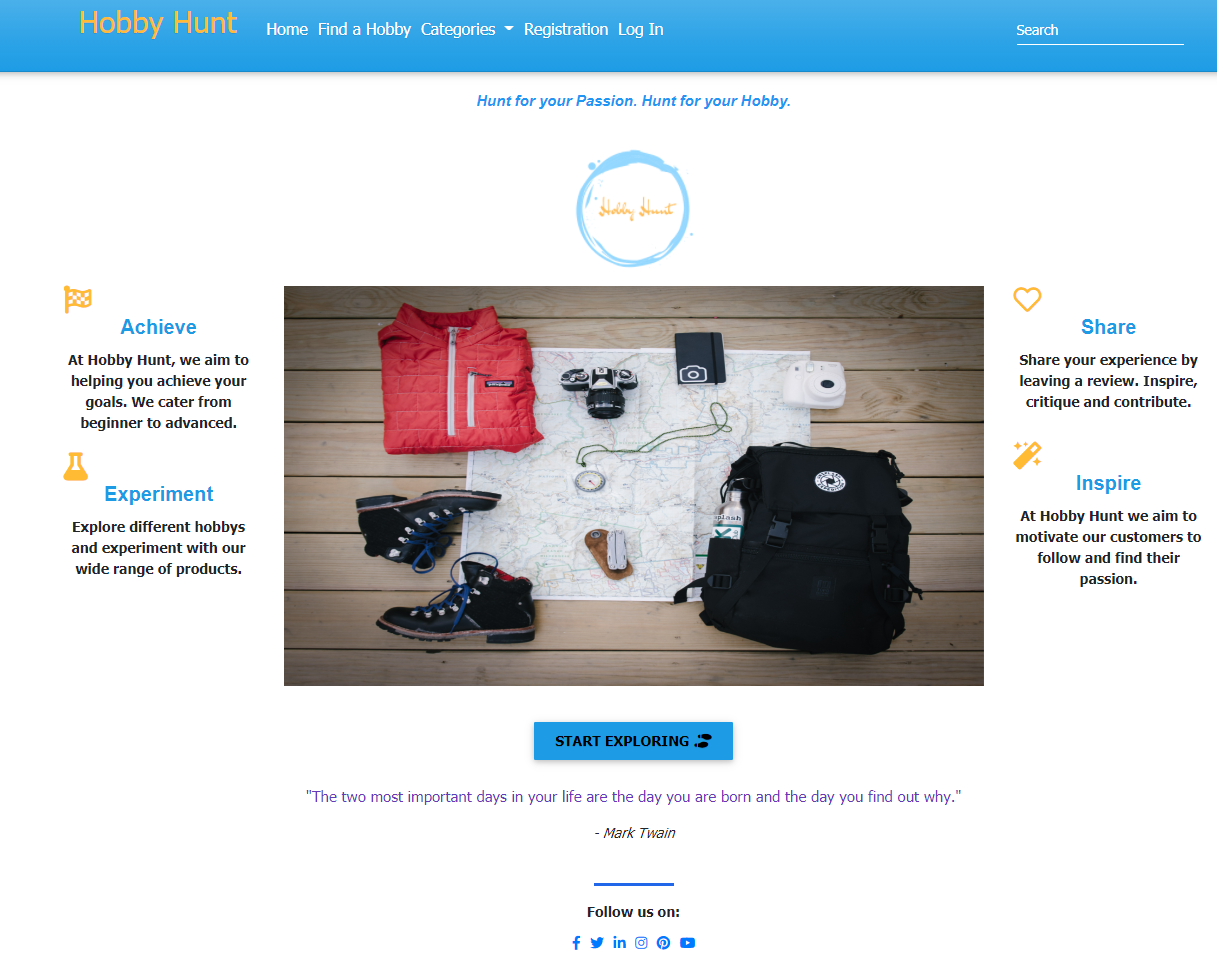 Hobby Hunt
Home Find a Hobby Categories Registration Log In
Search
Hunt for your Passion. Hunt for your Hobby.
Hobby Hunt
Achieve
At Hobby Hunt, we aim to
helping you achieve your
goals. We cater from
beginner to advanced.
Experiment
Explore different hobbys
and experiment with our
wide range of products.
splash
Share
Share your experience by
leaving a review. Inspire,
critique and contribute.
Inspire
At Hobby Hunt we aim to
motivate our customers to
follow and find their
passion.
START EXPLORING
"The two most important days in your life are the day you are born and the day you find out why."
- Mark Twain
Follow us on: